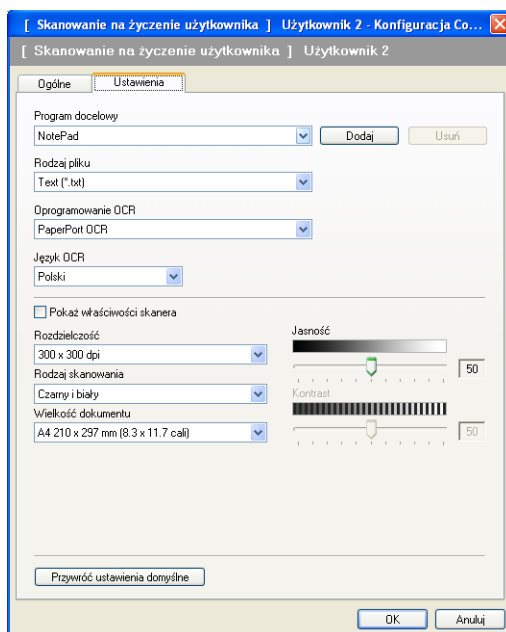 [ Skanowanie na życzenie użytkownika ] Użytkownik 2 - Konfiguracja Co...
[ Skanowanie na życzenie użytkownika ] Użytkownik 2
Ogólne Ustawienia
Program docelowy
NotePad Dodaj Usuń
Rodzaj pliku
Text (*.txt)
Oprogramowanie OCR
PaperPort OCR
Język OCR
Polski
Pokaż właściwości skanera
Rozdzielczość
300 x 300 dpi
Rodzaj skanowania
Czarny i biały
Wielkość dokumentu
A4 210 x 297 mm (8.3 x 11.7 cali)
Jasność
50
Kontrast
50
Przywróć ustawienia domyślne
OK Anuluj